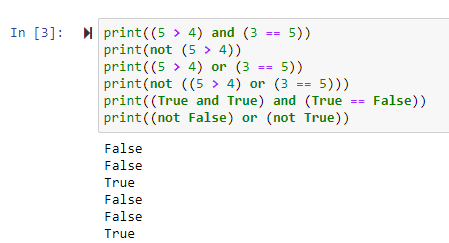 In [3]:
print((5 > 4) and (3 == 5))
print(not (5 > 4))
print((5 > 4) or (3 == 5))
print(not ((5 > 4) or (3 == 5)))
print((True and True) and (True == False))
print((not False) or (not True))
False
False
True
False
False
True